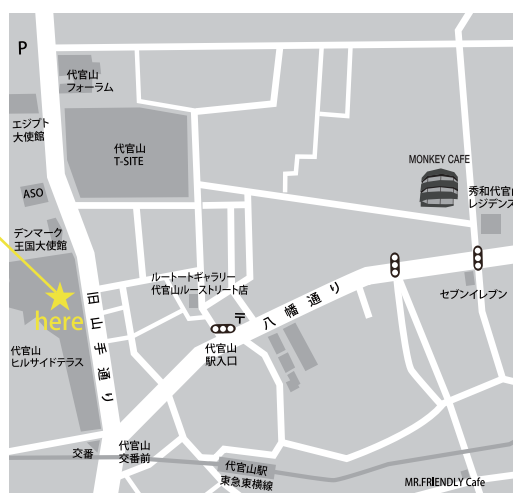 P
代官山
フォーラム
エジプト
大使館
代官山
T-SITE
MONKEY CAFE
ASO
秀和代官山
レジデンス
デンマーク
王国大使館
ルートートギャラリー
代官山ルーストリート店
セブンイレブン
here
旧山手通り
八幡通り
〒
代官山
駅入口
代官山
ヒルサイドテラス
交番
代官山
交番前
代官山駅
東急東横線
MR.FRIENDLY Cafe